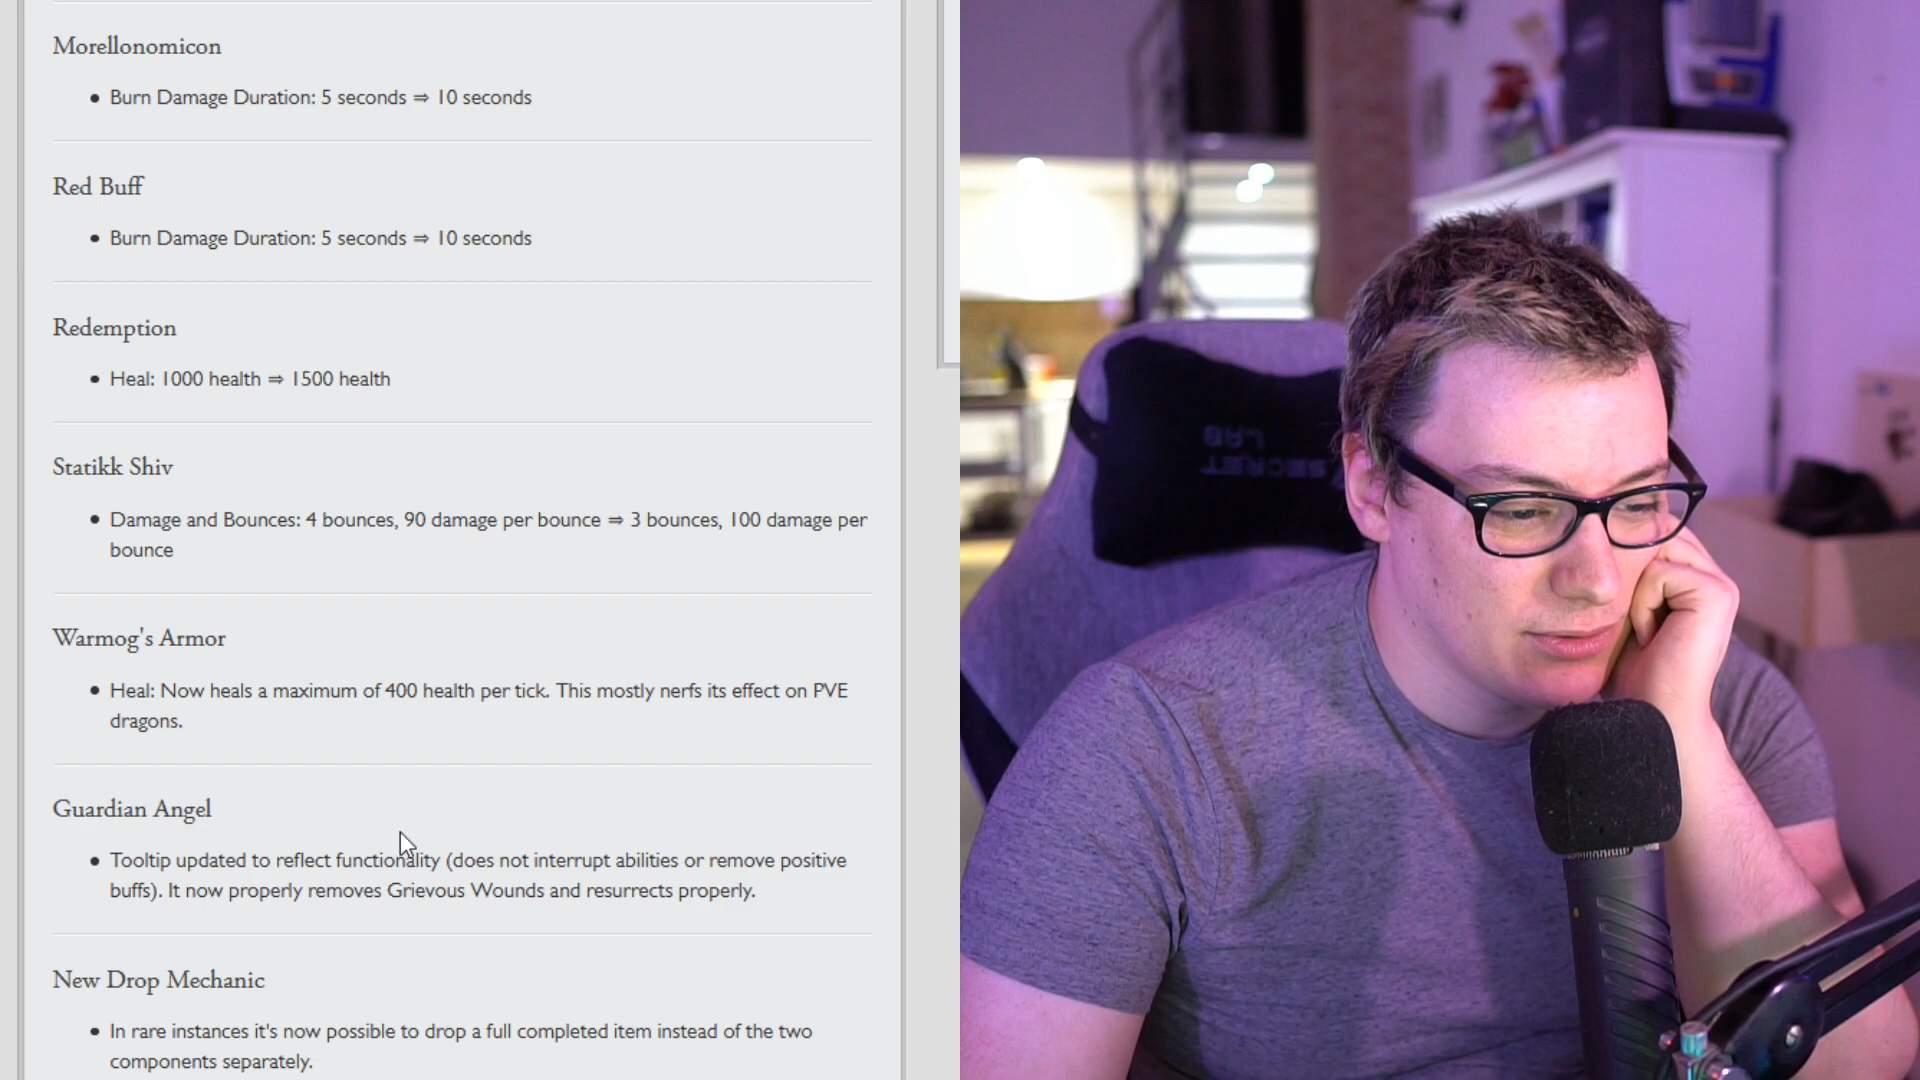 Morellonomicon
• Burn Damage Duration: 5 seconds ⇒ 10 seconds
Red Buff
• Burn Damage Duration: 5 seconds ⇒ 10 seconds
Redemption
• Heal: 1000 health ⇒ 1500 health
Statikk Shiv
• Damage and Bounces: 4 bounces, 90 damage per bounce ⇒ 3 bounces, 100 damage per
bounce
Warmog's Armor
• Heal: Now heals a maximum of 400 health per tick. This mostly nerfs its effect on PVE
dragons.
Guardian Angel
• Tooltip updated to reflect functionality (does not interrupt abilities or remove positive
buffs). It now properly removes Grievous Wounds and resurrects properly.
New Drop Mechanic
• In rare instances it's now possible to drop a full completed item instead of the two
components separately.
SECRET
LAB